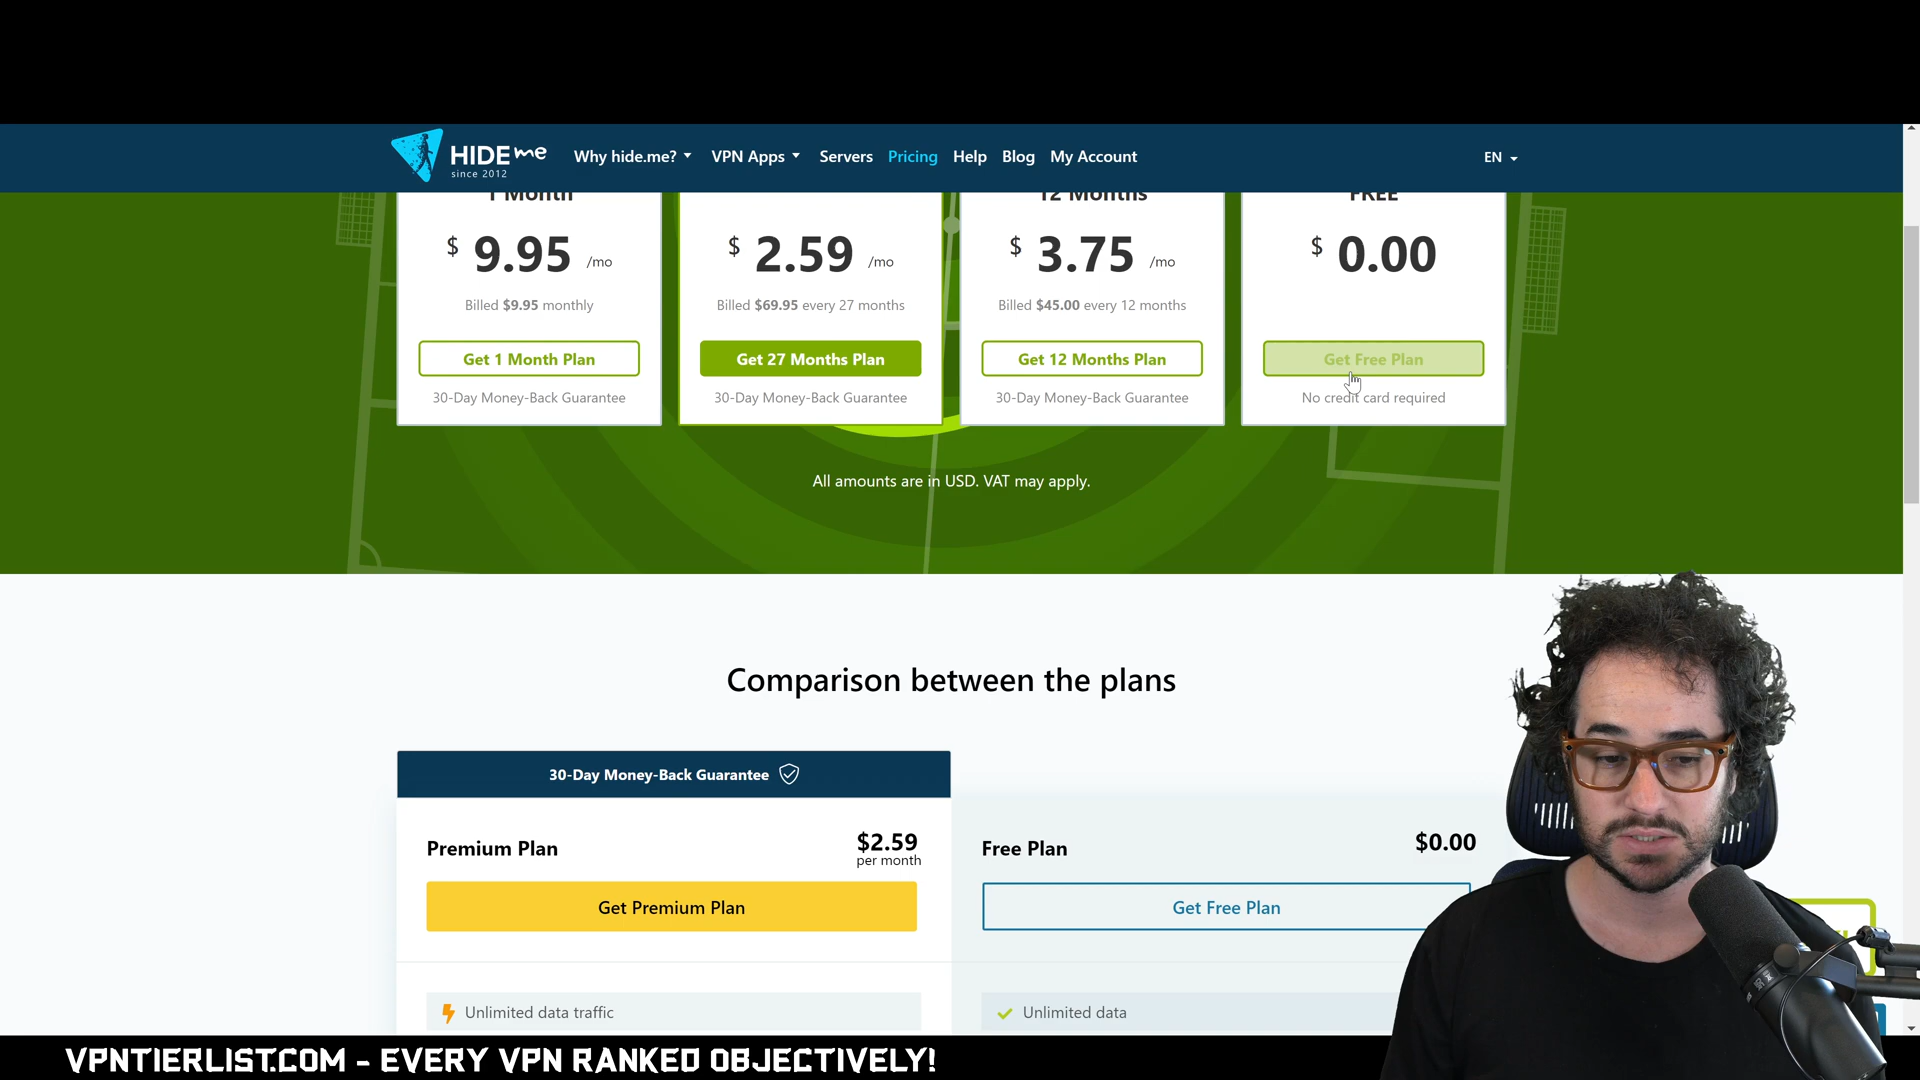 HIDE me
since 2012
Why hide.me?
VPN Apps
Servers
Pricing
Help
Blog
My Account
EN
1 Month
12 Months
FREE
$ 9.95 /mo
$ 2.59 /mo
$ 3.75 /mo
$ 0.00
Billed $9.95 monthly
Billed $69.95 every 27 months
Billed $45.00 every 12 months
Get 1 Month Plan
Get 27 Months Plan
Get 12 Months Plan
Get Free Plan
30-Day Money-Back Guarantee
30-Day Money-Back Guarantee
30-Day Money-Back Guarantee
No credit card required
All amounts are in USD. VAT may apply.
Comparison between the plans
30-Day Money-Back Guarantee
Premium Plan
$2.59
per month
Get Premium Plan
Free Plan
$0.00
Get Free Plan
Unlimited data traffic
Unlimited data
VPNTIERLIST.COM - EVERY VPN RANKED OBJECTIVELY!